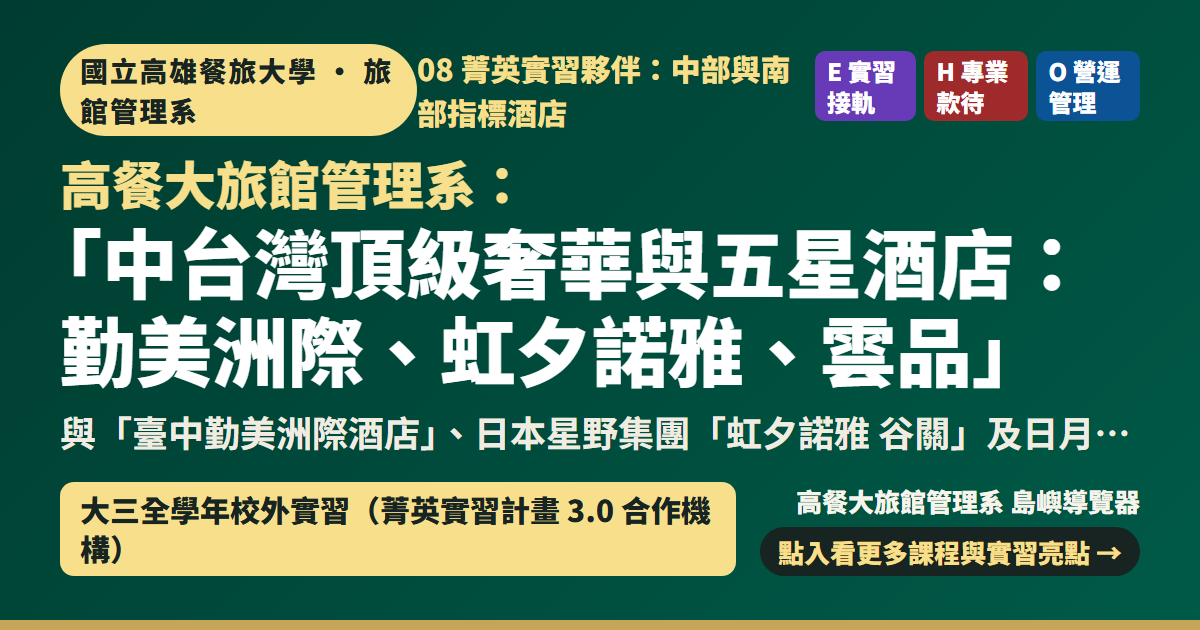 國立高雄餐旅大學 · 旅
館管理系
08 菁英實習夥伴：中部與南
部指標酒店
E 實習
接軌
H 專業
款待
O 營運
管理
高餐大旅館管理系：
「中台灣頂級奢華與五星酒店：
勤美洲際、虹夕諾雅、雲品」
與「臺中勤美洲際酒店」、日本星野集團「虹夕諾雅 谷關」及日月…
大三全學年校外實習（菁英實習計畫 3.0 合作機
構）
高餐大旅館管理系 島嶼導覽器
點入看更多課程與實習亮點 →